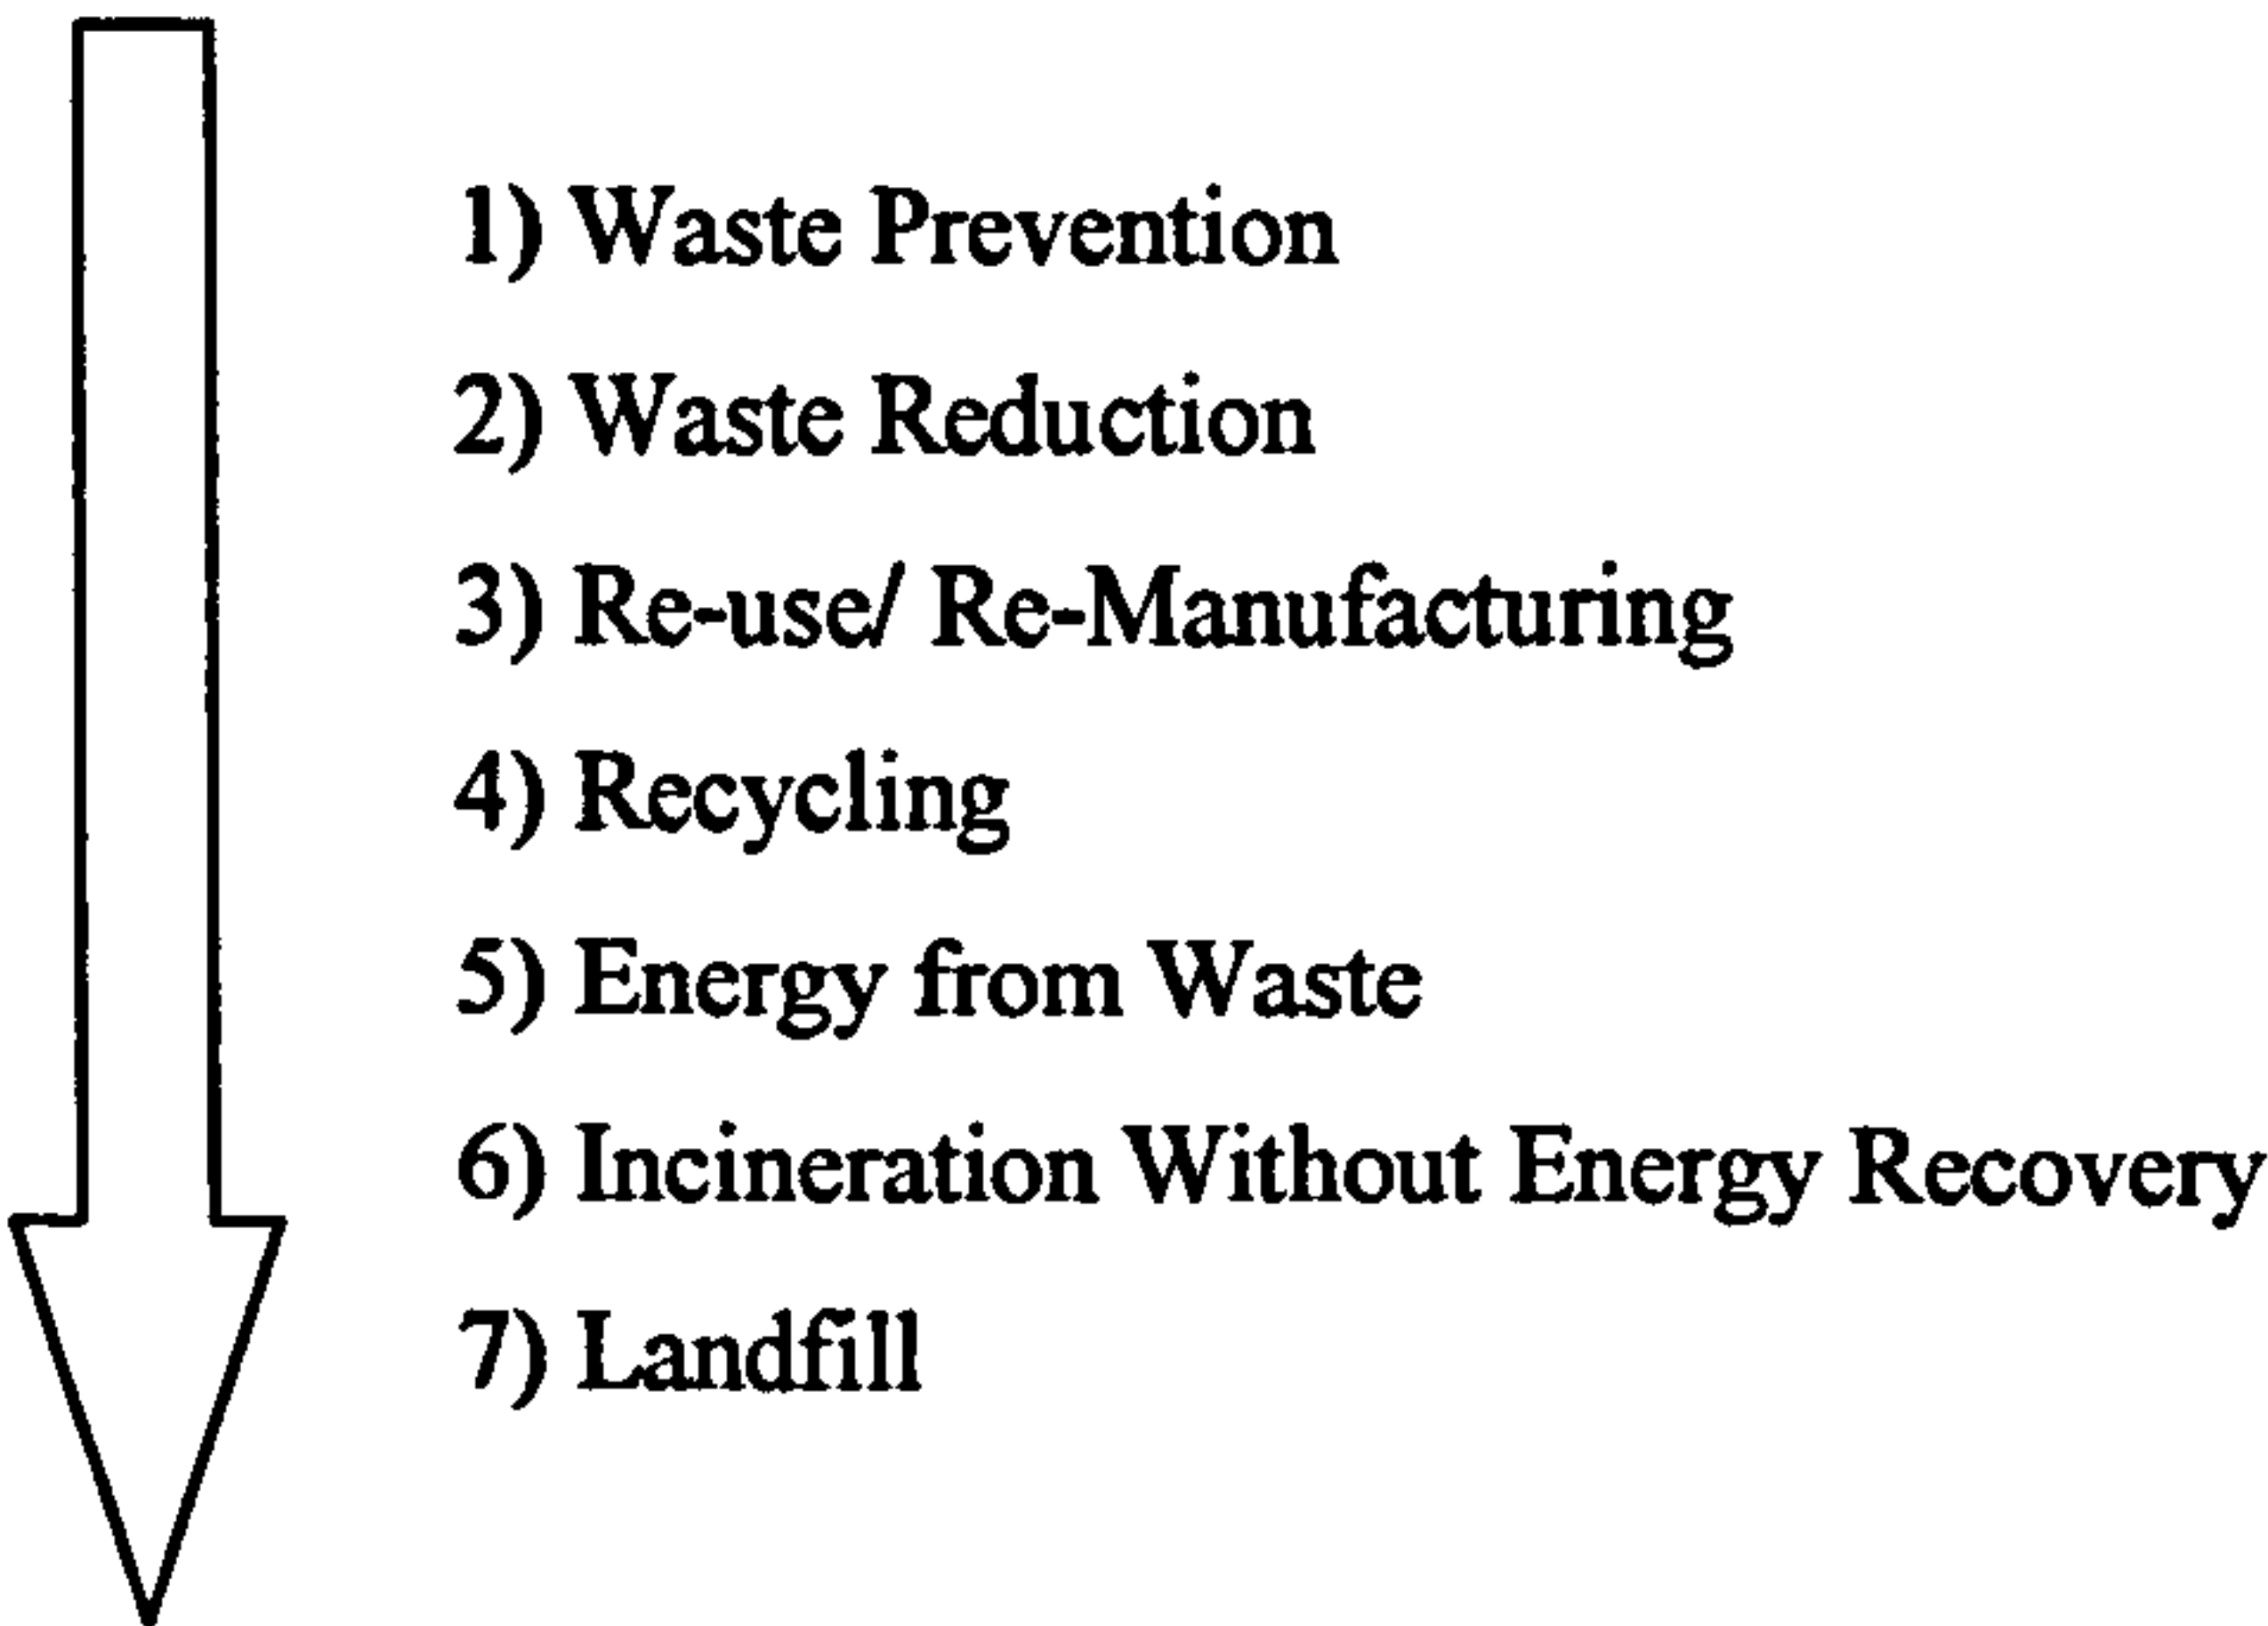 1) Waste Prevention
2) Waste Reduction
3) Re-use/ Re-Manufacturing
4) Recycling
5) Energy from Waste
6) Incineration Without Energy Recovery
7) Landfill